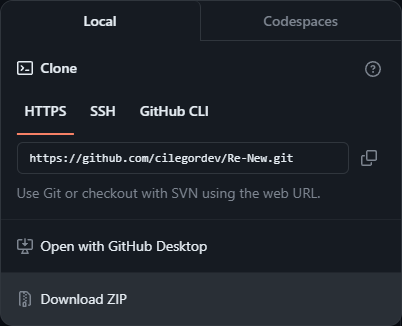 Local
Codespaces
Clone
HTTPS
SSH
GitHub CLI
https://github.com/cilegordev/Re-New.git
Use Git or checkout with SVN using the web URL.
Open with GitHub Desktop
Download ZIP